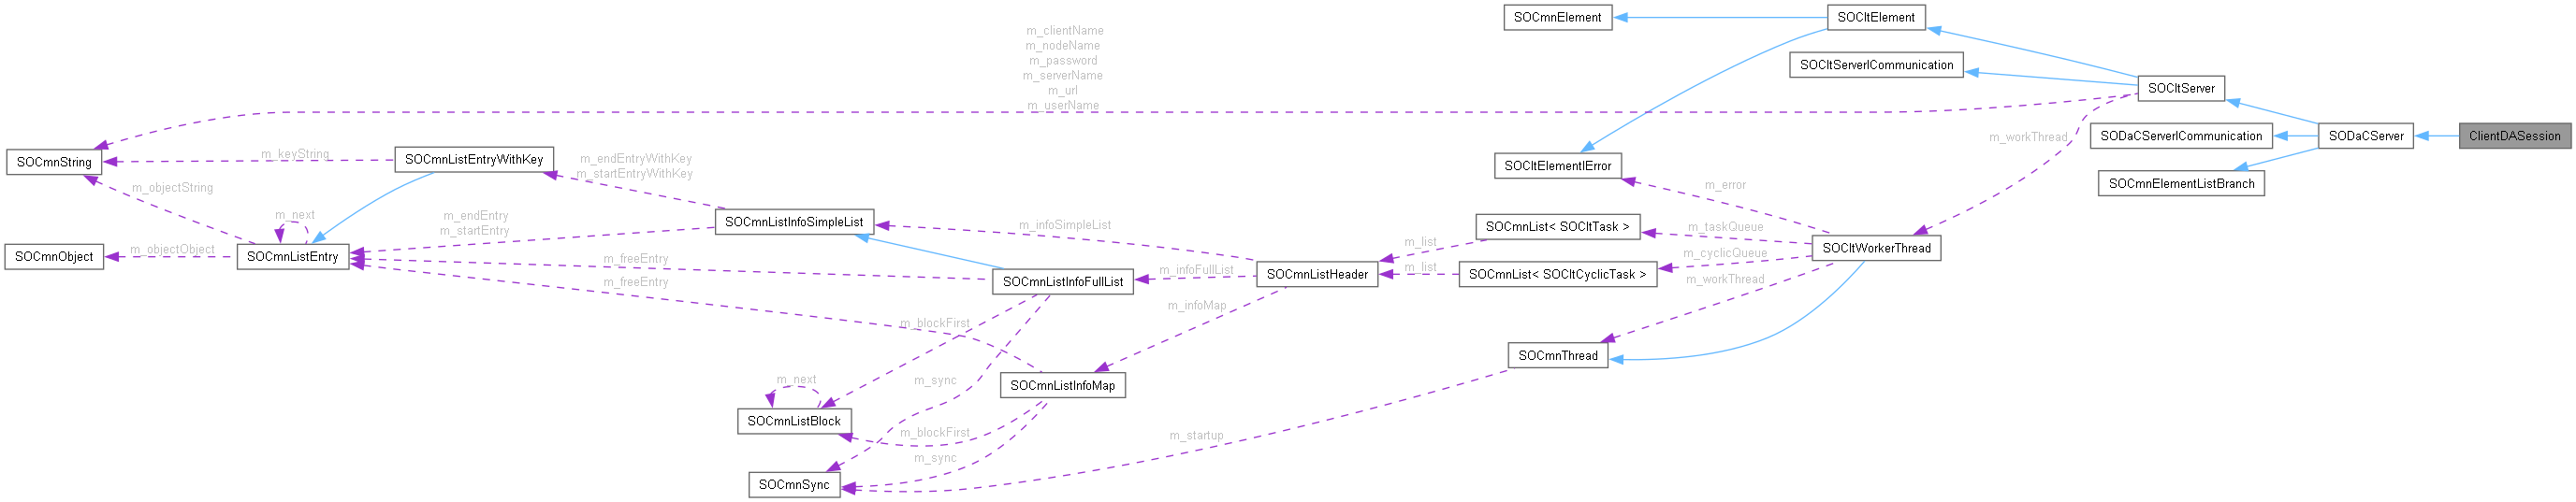 SOCmnElement
SOCltElement
m_clientName
m_nodeName
m_password
m_serverName
m_url
m_userName
SOCltServerICommunication
SOCltServer
m_workThread
SODaCServerICommunication
SODaCServer
ClientDASession
SOCmnString
m_keyString
SOCmnListEntryWithKey
m_endEntryWithKey
m_startEntryWithKey
SOCltElementIError
SOCmnElementListBranch
m_objectString
m_error
m_next
m_endEntry
m_startEntry
SOCmnListInfoSimpleList
m_infoSimpleList
SOCmnList< SOCltTask >
m_taskQueue
SOCmnObject
m_objectObject
SOCmnListEntry
m_freeEntry
m_list
SOCltWorkerThread
m_cyclicQueue
m_freeEntry
SOCmnListInfoFullList
m_infoFullList
SOCmnListHeader
m_list
SOCmnList< SOCltCyclicTask >
m_workThread
m_infoMap
m_blockFirst
SOCmnThread
m_next
m_sync
SOCmnListInfoMap
SOCmnListBlock
m_blockFirst
m_startup
m_sync
SOCmnSync